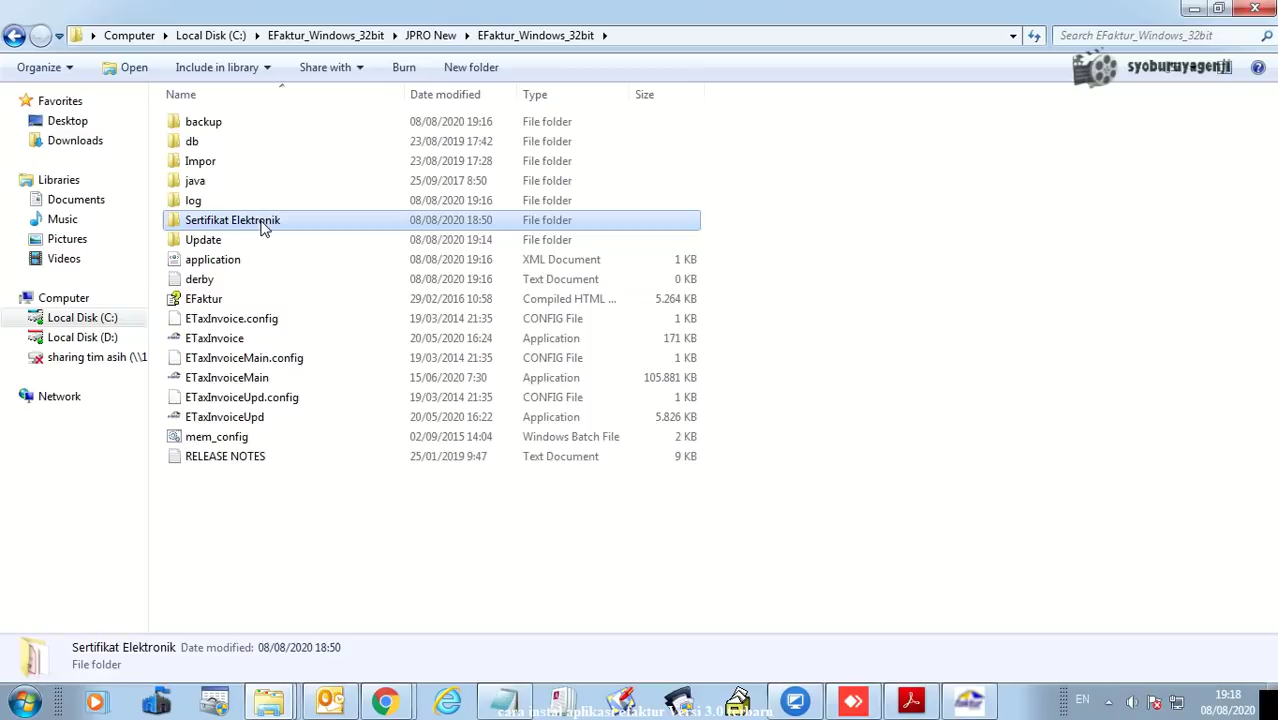 Computer ▸ Local Disk (C:) ▸ EFaktur_Windows_32bit ▸ JPRO New ▸ EFaktur_Windows_32bit ▸
Search EFaktur_Windows_32bit
Organize Open Include in library Share with Burn New folder
syoburuyagenji
Name Date modified Type Size
Favorites
Desktop
Downloads
Libraries
Documents
Music
Pictures
Videos
Computer
Local Disk (C:)
Local Disk (D:)
sharing tim asih (\\1
Network
backup 08/08/2020 19:16 File folder
db 23/08/2019 17:42 File folder
Impor 23/08/2019 17:28 File folder
java 25/09/2017 8:50 File folder
log 08/08/2020 19:16 File folder
Sertifikat Elektronik 08/08/2020 18:50 File folder
Update 08/08/2020 19:14 File folder
application 08/08/2020 19:16 XML Document 1 KB
derby 08/08/2020 19:16 Text Document 0 KB
EFaktur 29/02/2016 10:58 Compiled HTML ... 5.264 KB
ETaxInvoice.config 19/03/2014 21:35 CONFIG File 1 KB
ETaxInvoice 20/05/2020 16:24 Application 171 KB
ETaxInvoiceMain.config 19/03/2014 21:35 CONFIG File 1 KB
ETaxInvoiceMain 15/06/2020 7:30 Application 105.881 KB
ETaxInvoiceUpd.config 19/03/2014 21:35 CONFIG File 1 KB
ETaxInvoiceUpd 20/05/2020 16:22 Application 5.826 KB
mem_config 02/09/2015 14:04 Windows Batch File 2 KB
RELEASE NOTES 25/01/2019 9:47 Text Document 9 KB
Sertifikat Elektronik Date modified: 08/08/2020 18:50
File folder
EN
19:18
08/08/2020
cara instal aplikasi efaktur Versi 3.0 terbaru